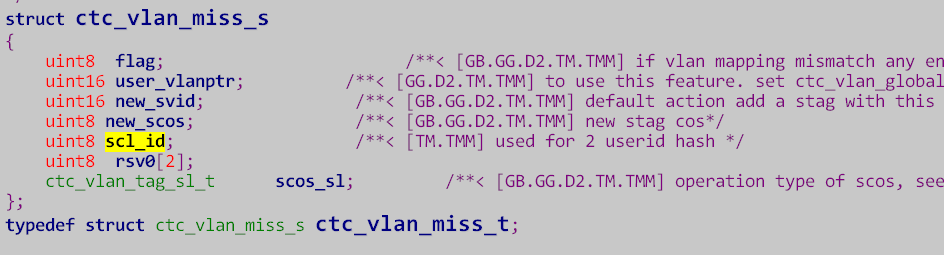 struct ctc_vlan_miss_s
{
uint8 flag; /**< [GB.GG.D2.TM.TMM] if vlan mapping mismatch any en
uint16 user_vlanptr; /**< [GG.D2.TM.TMM] to use this feature. set ctc_vlan_global
uint16 new_svid; /**< [GB.GG.D2.TM.TMM] default action add a stag with this
uint8 new_scos; /**< [GB.GG.D2.TM.TMM] new stag cos*/
uint8 scl_id; /**< [TM.TMM] used for 2 userid hash */
uint8 rsv0[2];
ctc_vlan_tag_sl_t scos_sl; /**< [GB.GG.D2.TM.TMM] operation type of scos, see
};
typedef struct ctc_vlan_miss_s ctc_vlan_miss_t;